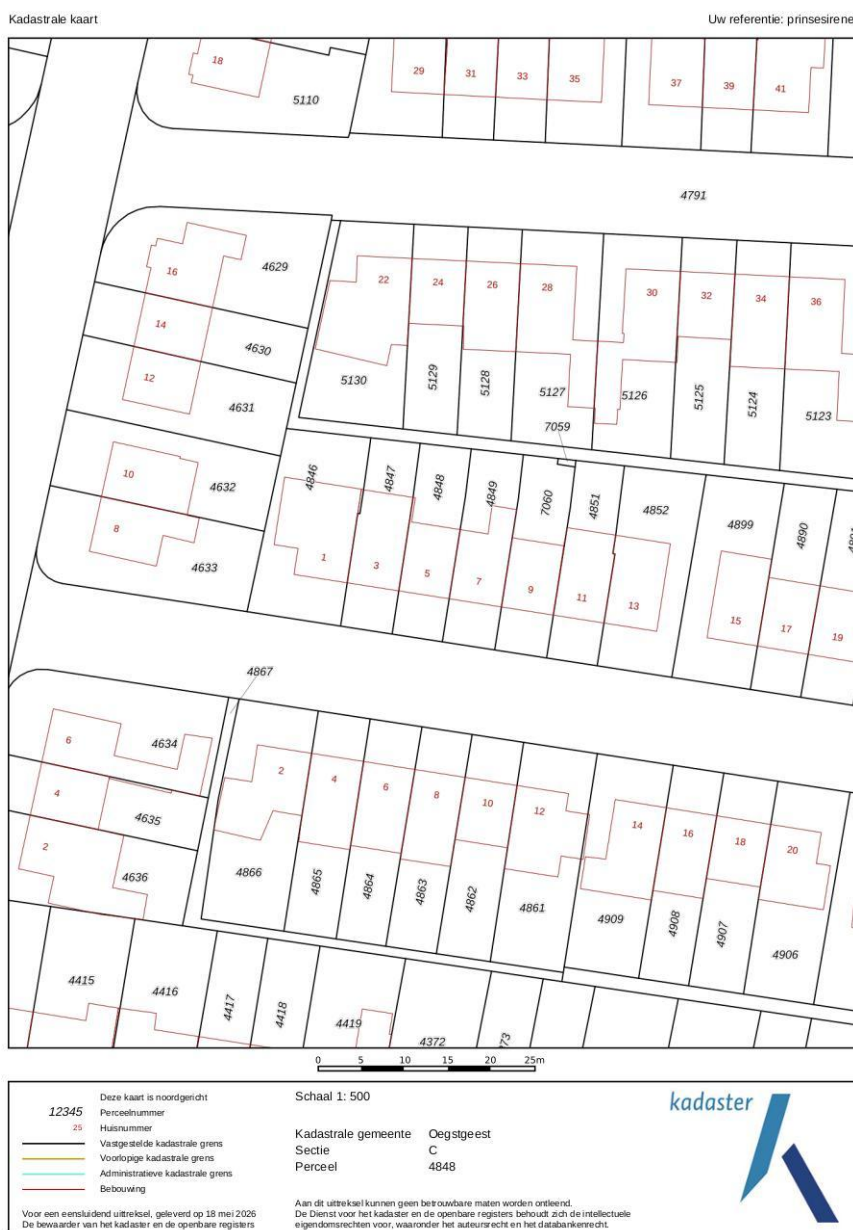 Kadastrale kaart
Uw referentie: prinsesirene
18
5110
29 31 33 35 37 39 41
4791
16
4629
14
4630
12
4631
10
4632
8
4633
22 24 26 28 30 32 34 36
5130 5129 5128 5127 5126 5125 5124 5123
7059
4846 4847 4848 4849 7060 4851 4852 4899 4890
1 3 5 7 9 11 13 15 17 19
4867
6
4634
4
4635
2
4636
2 4 6 8 10 12 14 16 18 20
4866 4865 4864 4863 4862 4861 4909 4908 4907 4906
4415 4416 4417 4418 4419 4372
0 5 10 15 20 25m
Deze kaart is noordgericht
12345 Perceelnummer
25 Huisnummer
Vastgestelde kadastrale grens
Voorlopige kadastrale grens
Administratieve kadastrale grens
Bebouwing
Voor een eensluidend uittreksel, geleverd op 18 mei 2026
De bewaarder van het kadaster en de openbare registers
Schaal 1: 500
Kadastrale gemeente Oegstgeest
Sectie C
Perceel 4848
Aan dit uittreksel kunnen geen betrouwbare maten worden ontleend.
De Dienst voor het kadaster en de openbare registers behoudt zich de intellectuele
eigendomsrechten voor, waaronder het auteursrecht en het databankenrecht.
kadaster